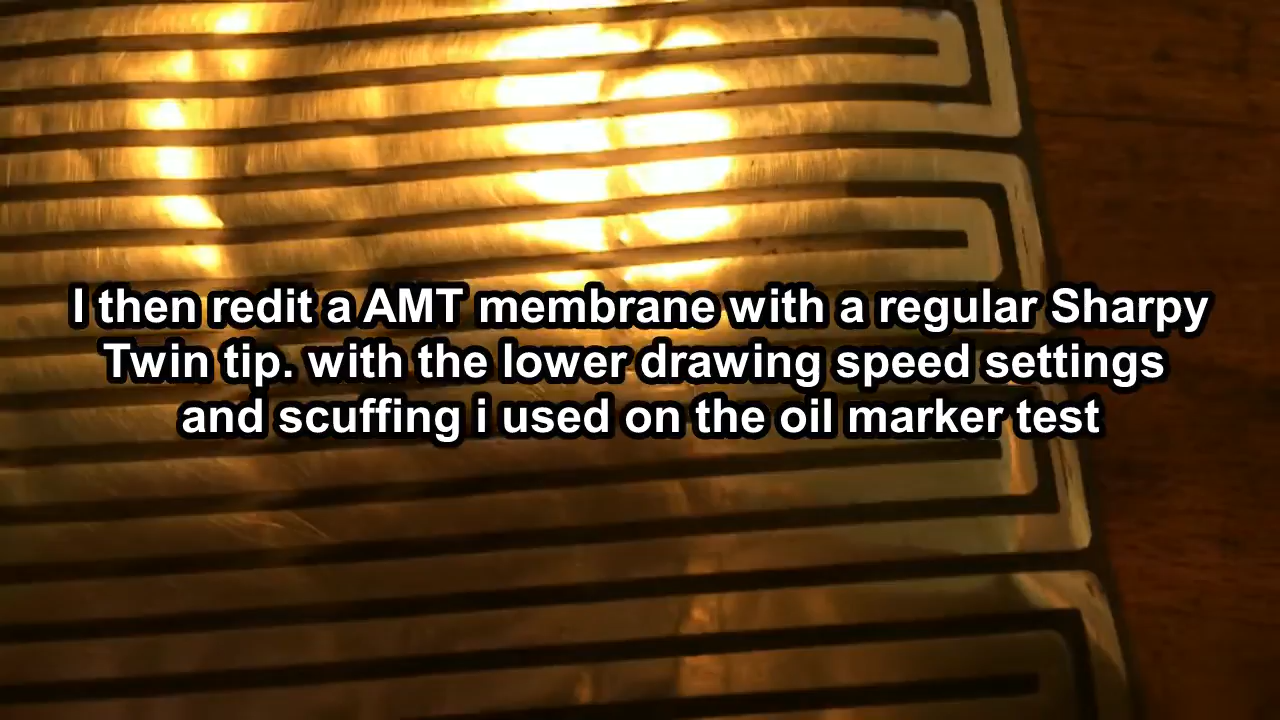 I then redit a AMT membrane with a regular Sharpy
Twin tip. with the lower drawing speed settings
and scuffing i used on the oil marker test